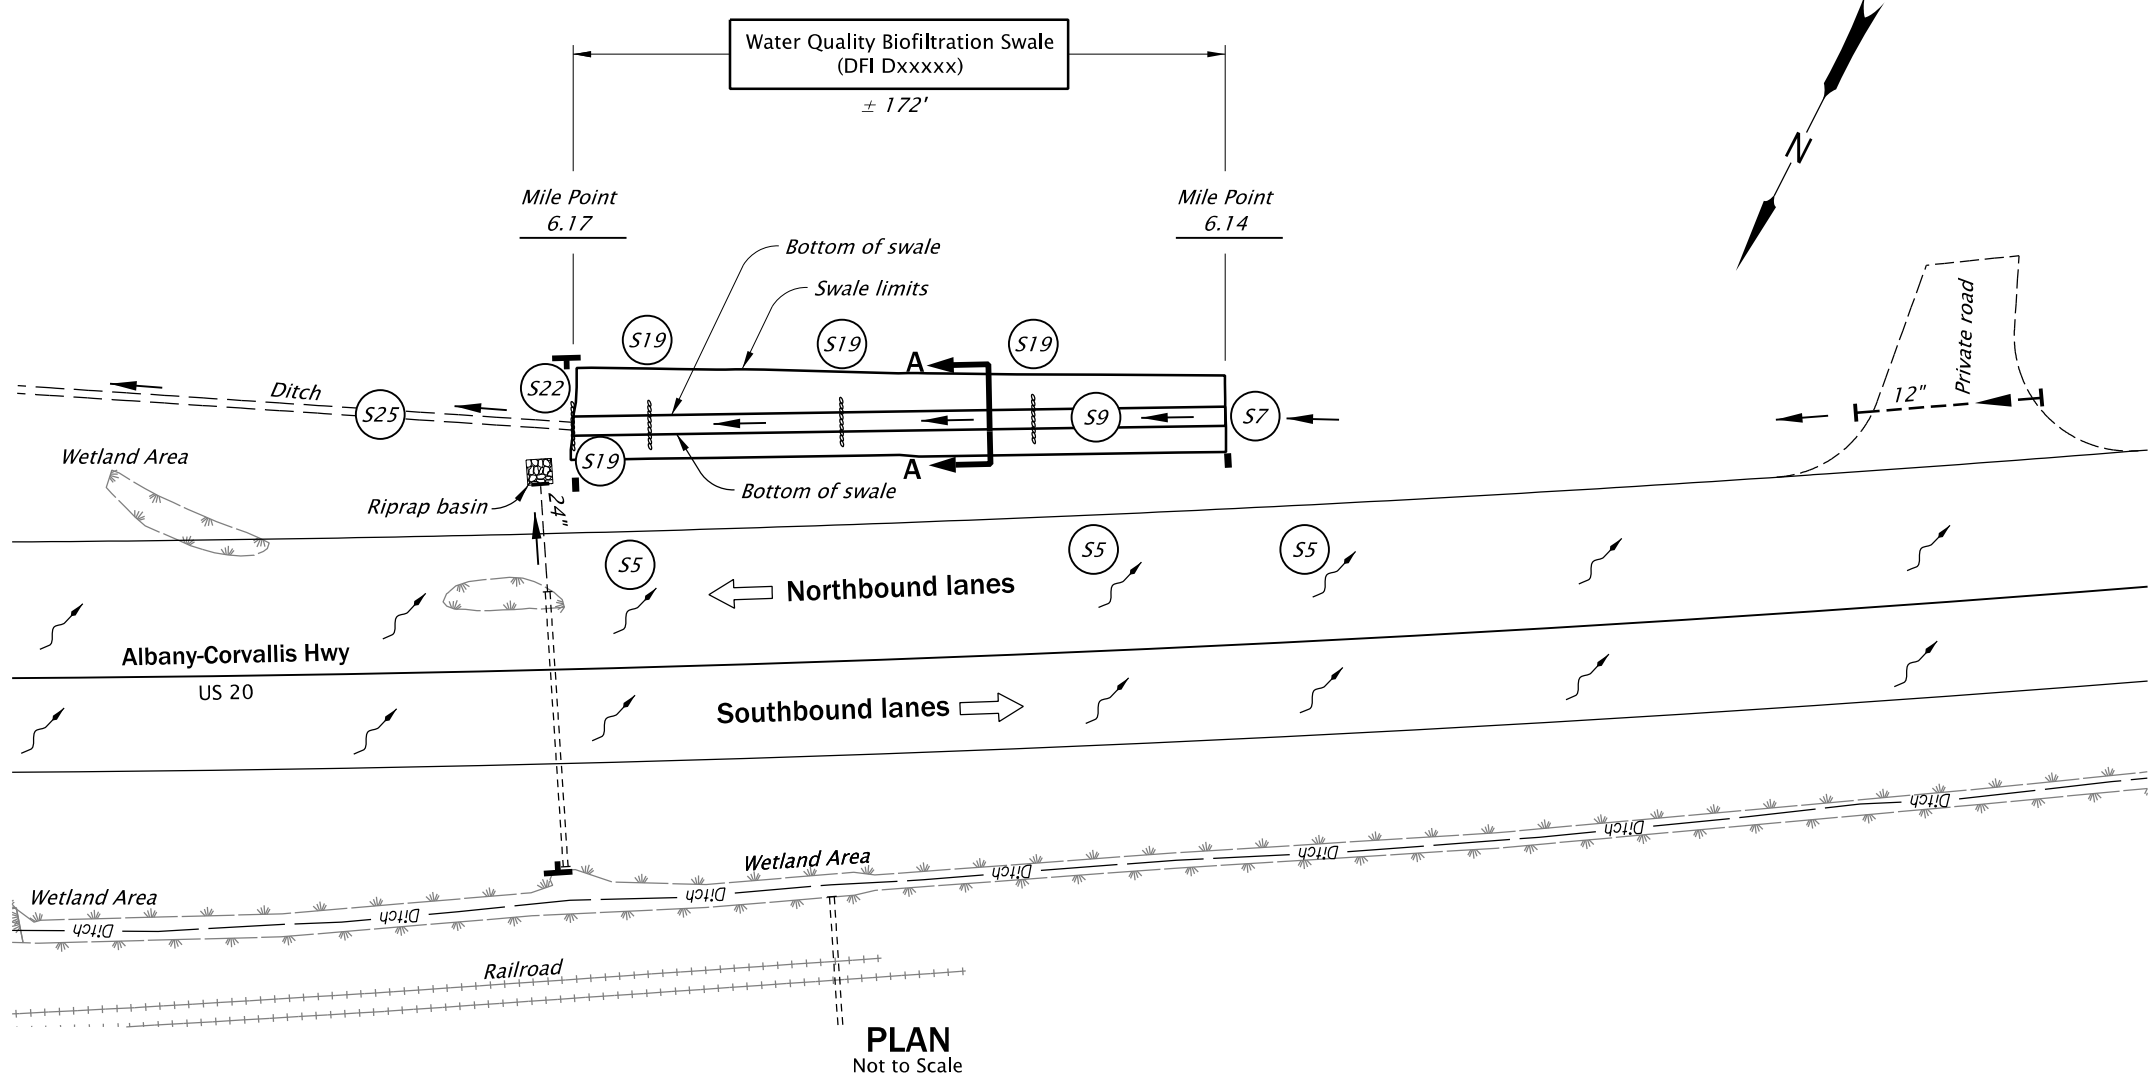 Water Quality Biofiltration Swale
(DFI Dxxxxx)
± 172'
N
Mile Point
6.17
Mile Point
6.14
Bottom of swale
Swale limits
Private road
12"
S19
S19
S19
A
S22
Ditch
S25
S9
S7
Wetland Area
S19
A
Riprap basin
24"
Bottom of swale
S5
S5
S5
Northbound lanes
Albany-Corvallis Hwy
US 20
Southbound lanes
Wetland Area
Wetland Area
Ditch
Ditch
Ditch
Ditch
Ditch
Ditch
Ditch
Railroad
PLAN
Not to Scale